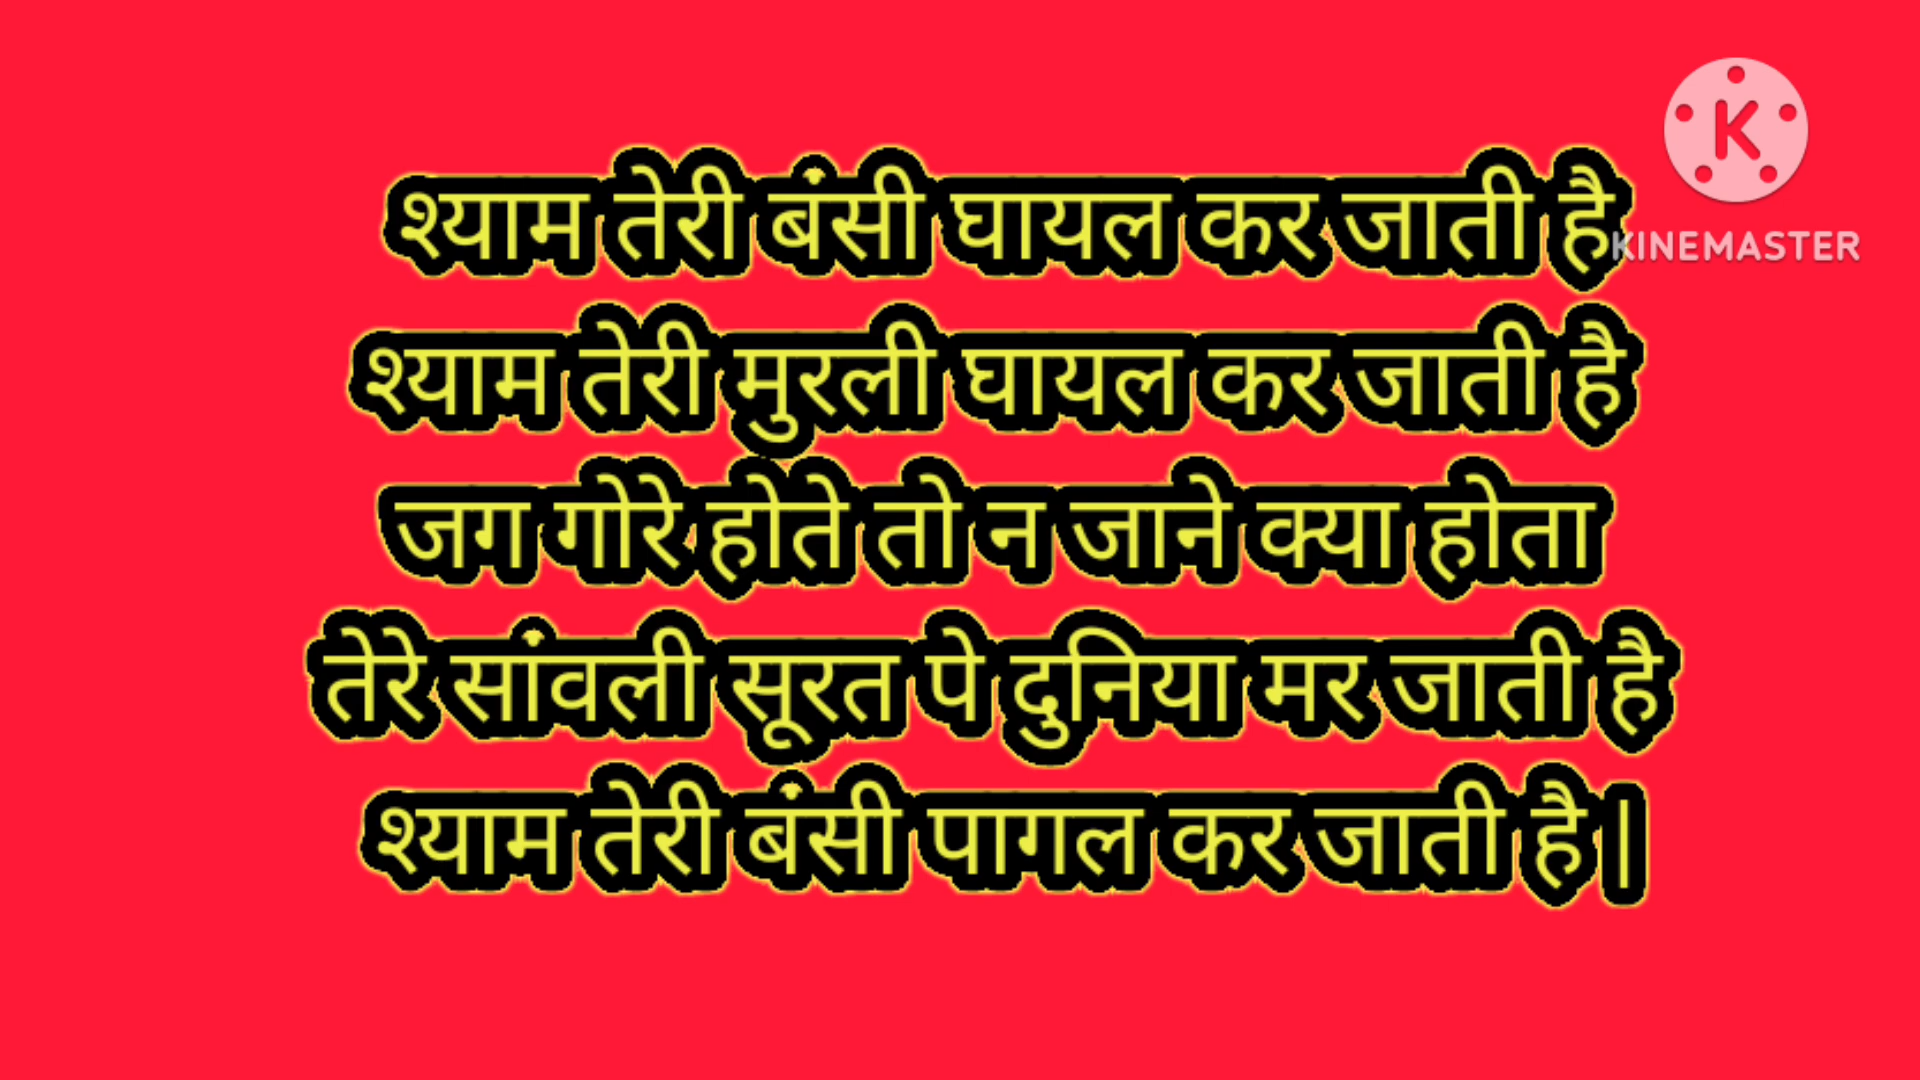 श्याम तेरी बंसी घायल कर जाती है
KINEMASTER
श्याम तेरी मुरली घायल कर जाती है
जग गोरे होते तो न जाने क्या होता
तेरे सांवली सूरत पे दुनिया मर जाती है
श्याम तेरी बंसी पागल कर जाती है |